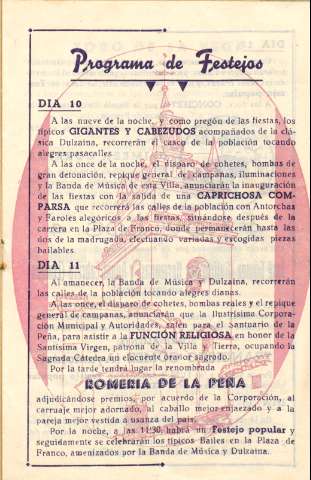 Programa de Festejos
DIA 10
A las nueve de la noche, y como pregón de las fiestas, los
típicos GIGANTES Y CABEZUDOS acompañados de la clá-
sica Dulzaina, recorrerán el casco de la población tocando
alegres pasacalles.
A las once de la noche, el disparo de cohetes, bombas de
gran detonación, repique general de campanas, iluminaciones
y la Banda de Música de esta Villa, anunciarán la inauguración
de las fiestas con la salida de una CAPRICHOSA COM-
PARSA que recorrerá las calles de la población con Antorchas
y Faroles alegóricos a las fiestas, situándose después de la
carrera en la Plaza de Franco, donde permanecerán hasta las
dos de la madrugada, efectuando variadas y escogidas piezas
bailables.
DIA 11
Al amanecer, la Banda de Música y Dulzaina, recorrerán
las calles de la población tocando alegres dianas.
A las once, el disparo de cohetes, bombas reales y el repique
general de campanas, anunciarán que la Ilustrísima Corpora-
ción Municipal y Autoridades, salen para el Santuario de la
Peña, para asistir a la FUNCIÓN RELIGIOSA en honor de la
Santísima Virgen, patrona de la Villa y Tierra, ocupando la
Sagrada Cátedra un elocuente orador sagrado.
Por la tarde tendrá lugar la renombrada
ROMERIA DE LA PEÑA
adjudicándose premios, por acuerdo de la Corporación, al
carruaje mejor adornado, al caballo mejor enjaezado y a la
pareja mejor vestida a usanza del país.
Por la noche, a las 11'30, habrá un Festejo popular y
seguidamente se celebrarán los típicos Bailes en la Plaza de
Franco, amenizados por la Banda de Música y Dulzaina.